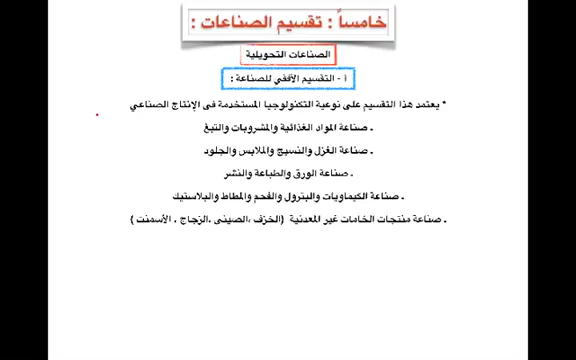 خامساً : تقسيم الصناعات :
الصناعات التحويلية
أ - التقسيم الأفقي للصناعة :
* يعتمد هذا التقسيم على نوعية التكنولوجيا المستخدمة فى الإنتاج الصناعي
. صناعة المواد الغذائية والمشروبات والتبغ
. صناعة الغزل والنسيج والملابس والجلود
. صناعة الورق والطباعة والنشر
. صناعة الكيماويات والبترول والفحم والمطاط والبلاستيك
. صناعة منتجات الخامات غير المعدنية (الخزف ،الصينى ،الزجاج ، الأسمنت )